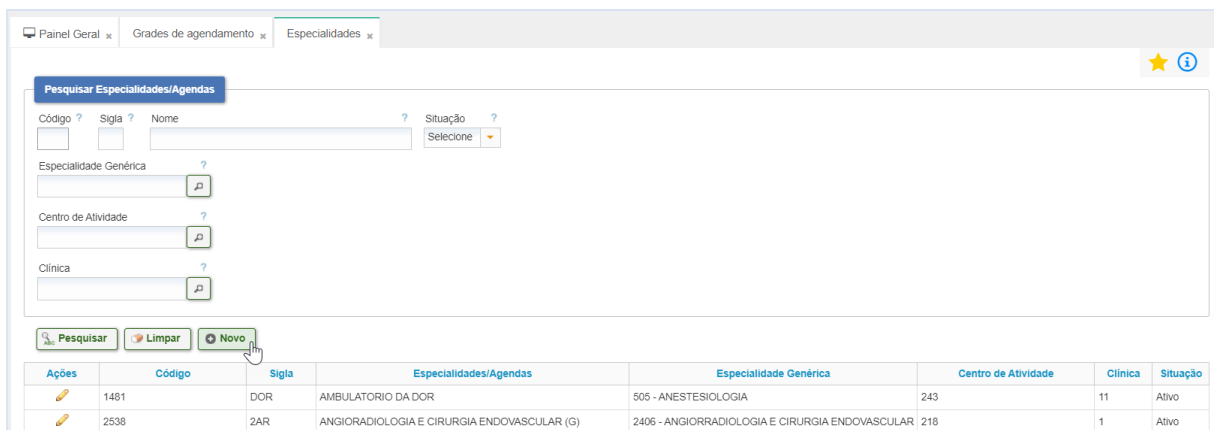 Painel Geral x Grades de agendamento x Especialidades x
Pesquisar Especialidades/Agendas
Código ? Sigla ? Nome ? Situação ?
Selecione
Especialidade Genérica ?
Centro de Atividade ?
Clínica ?
ABC Pesquisar Limpar Novo
Ações Código Sigla Especialidades/Agendas Especialidade Genérica Centro de Atividade Clínica Situação
1481 DOR AMBULATORIO DA DOR 505 - ANESTESIOLOGIA 243 11 Ativo
2538 2AR ANGIORADIOLOGIA E CIRURGIA ENDOVASCULAR (G) 2406 - ANGIORRADIOLOGIA E CIRURGIA ENDOVASCULAR 218 1 Ativo